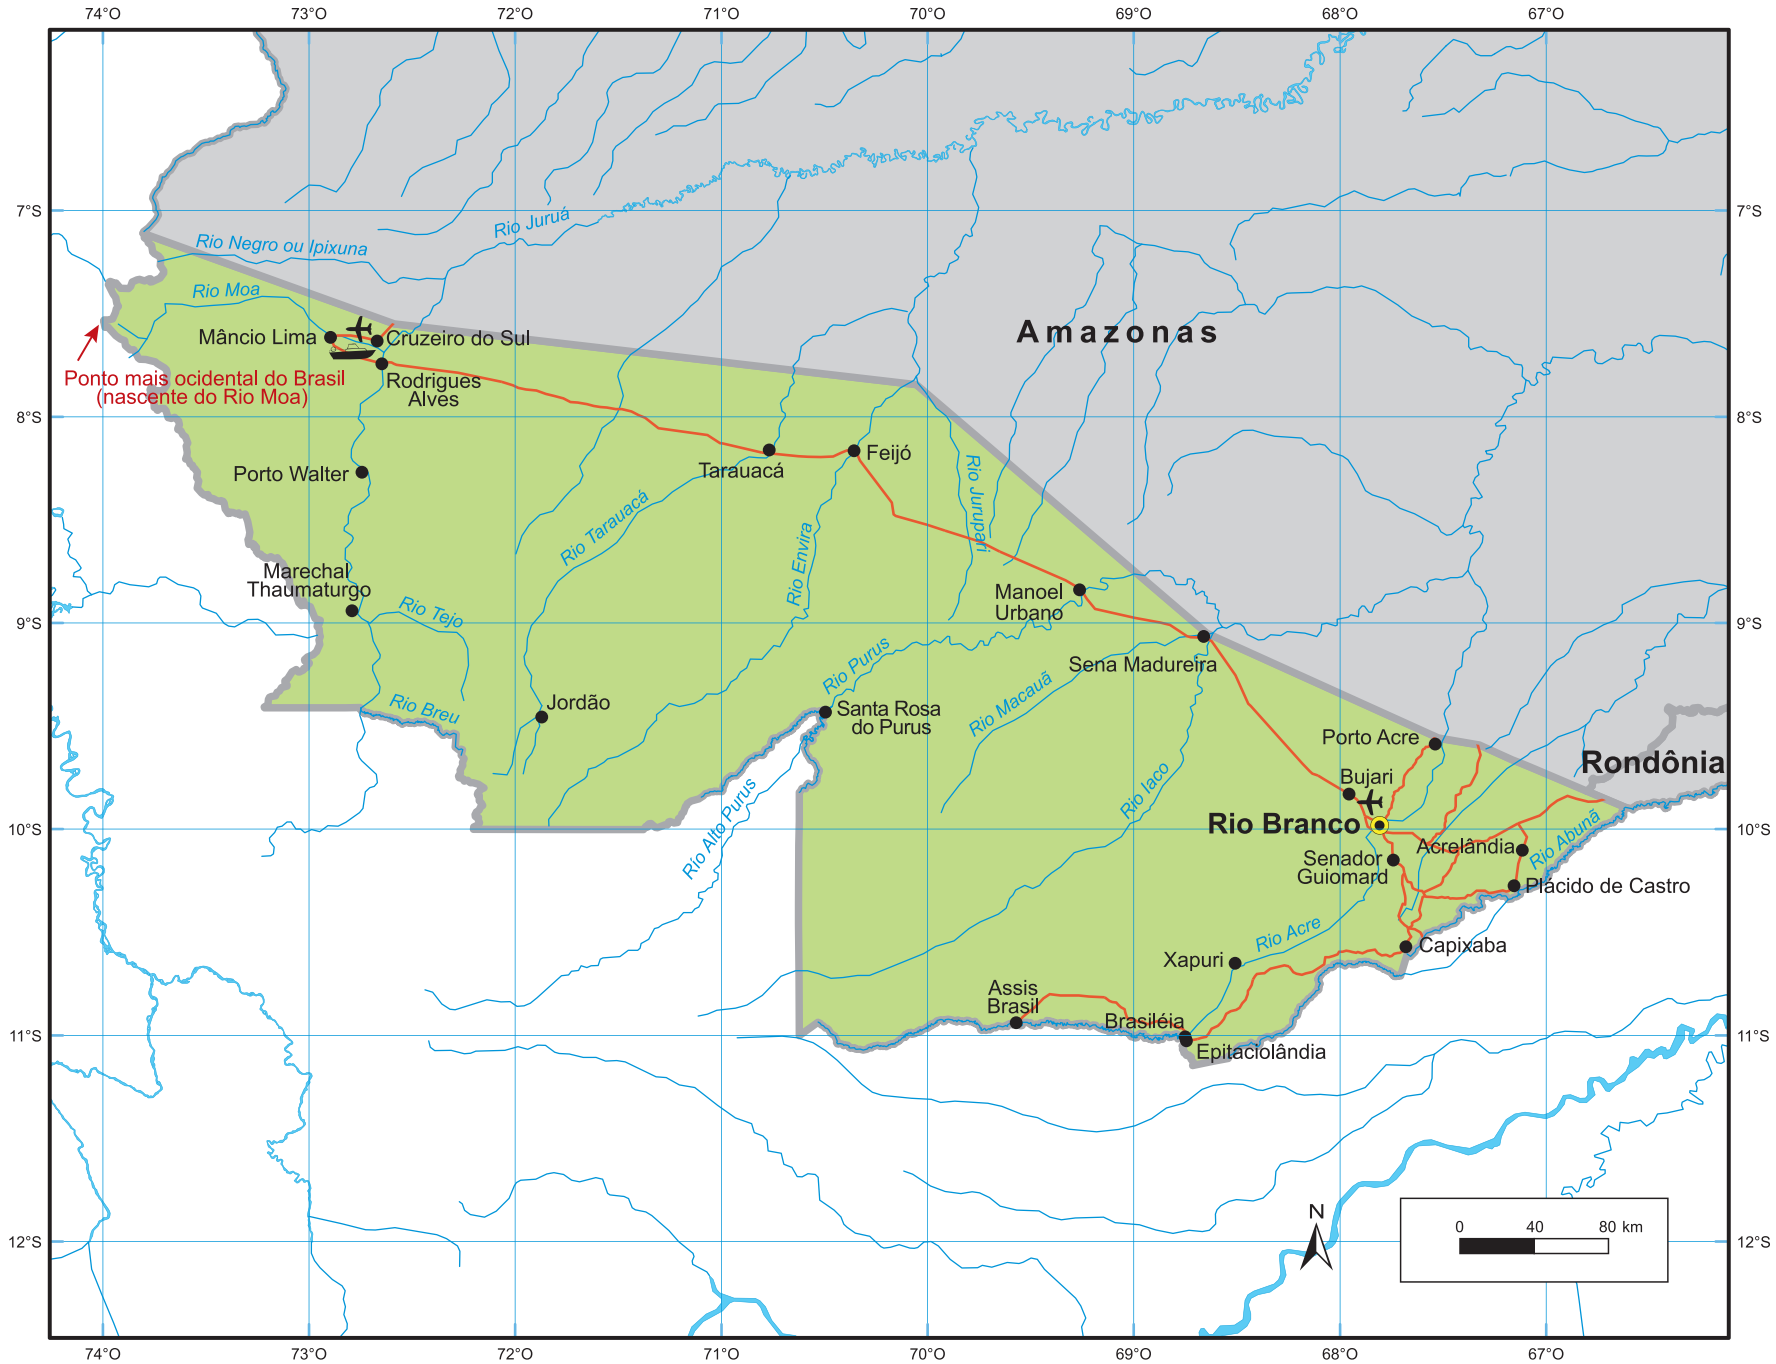 74°O 73°O 72°O 71°O 70°O 69°O 68°O 67°O
7°S
7°S
Rio Juruá
Rio Negro ou Ipixuna
Rio Moa
Amazonas
Mâncio Lima
Cruzeiro do Sul
Ponto mais ocidental do Brasil
(nascente do Rio Moa)
Rodrigues
Alves
8°S
8°S
Porto Walter
Tarauacá
Feijó
Rio Jurupari
Rio Tarauacá
Rio Envira
Marechal
Thaumaturgo
Rio Tejo
Manoel
Urbano
9°S
9°S
Rio Purus
Sena Madureira
Rio Macauã
Rio Breu
Jordão
Santa Rosa
do Purus
Porto Acre
Rondônia
Bujari
Rio Iaco
Rio Alto Purus
Rio Branco
10°S
10°S
Acrelândia
Rio Abunã
Senador
Guiomard
Plácido de Castro
Rio Acre
Capixaba
Xapuri
Assis
Brasil
Brasiléia
11°S
11°S
Epitaciolândia
N
0 40 80 km
12°S
12°S
74°O 73°O 72°O 71°O 70°O 69°O 68°O 67°O